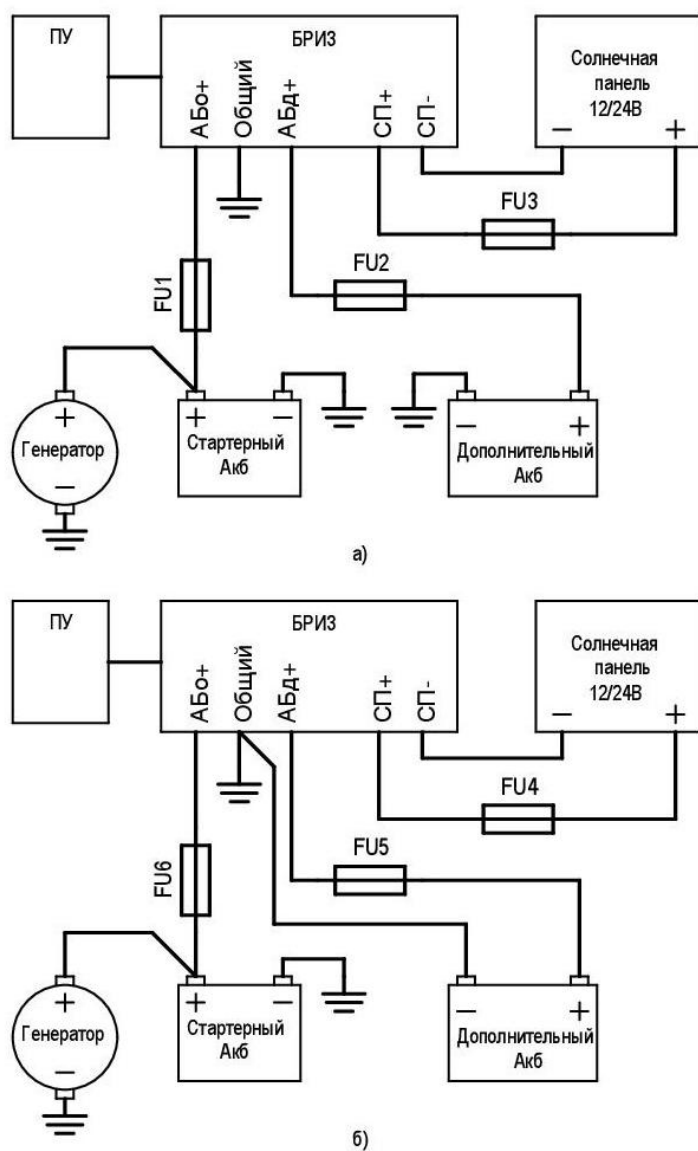 ПУ
БРИЗ
АБо+
Общий
АБд+
СП+
СП-
Солнечная
панель
12/24В
−
+
FU3
FU2
FU1
+
Генератор
−
+
−
Стартерный
Акб
−
+
Дополнительный
Акб
а)
ПУ
БРИЗ
АБо+
Общий
АБд+
СП+
СП-
Солнечная
панель
12/24В
−
+
FU4
FU5
FU6
+
Генератор
−
+
−
Стартерный
Акб
−
+
Дополнительный
Акб
б)